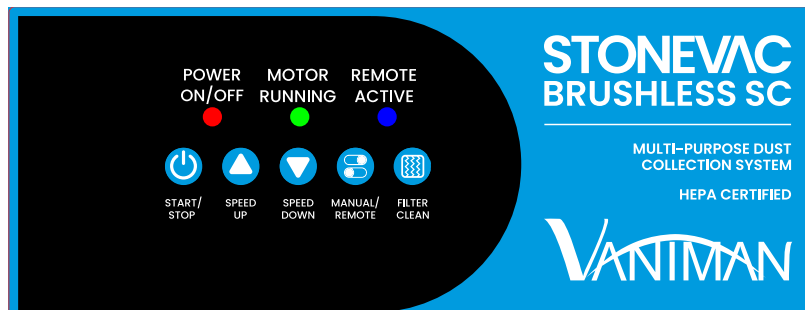 POWER ON/OFF
MOTOR RUNNING
REMOTE ACTIVE
START/
STOP
SPEED
UP
SPEED
DOWN
MANUAL/
REMOTE
FILTER
CLEAN
STONEVAC
BRUSHLESS SC
MULTI-PURPOSE DUST
COLLECTION SYSTEM
HEPA CERTIFIED
VANIMAN